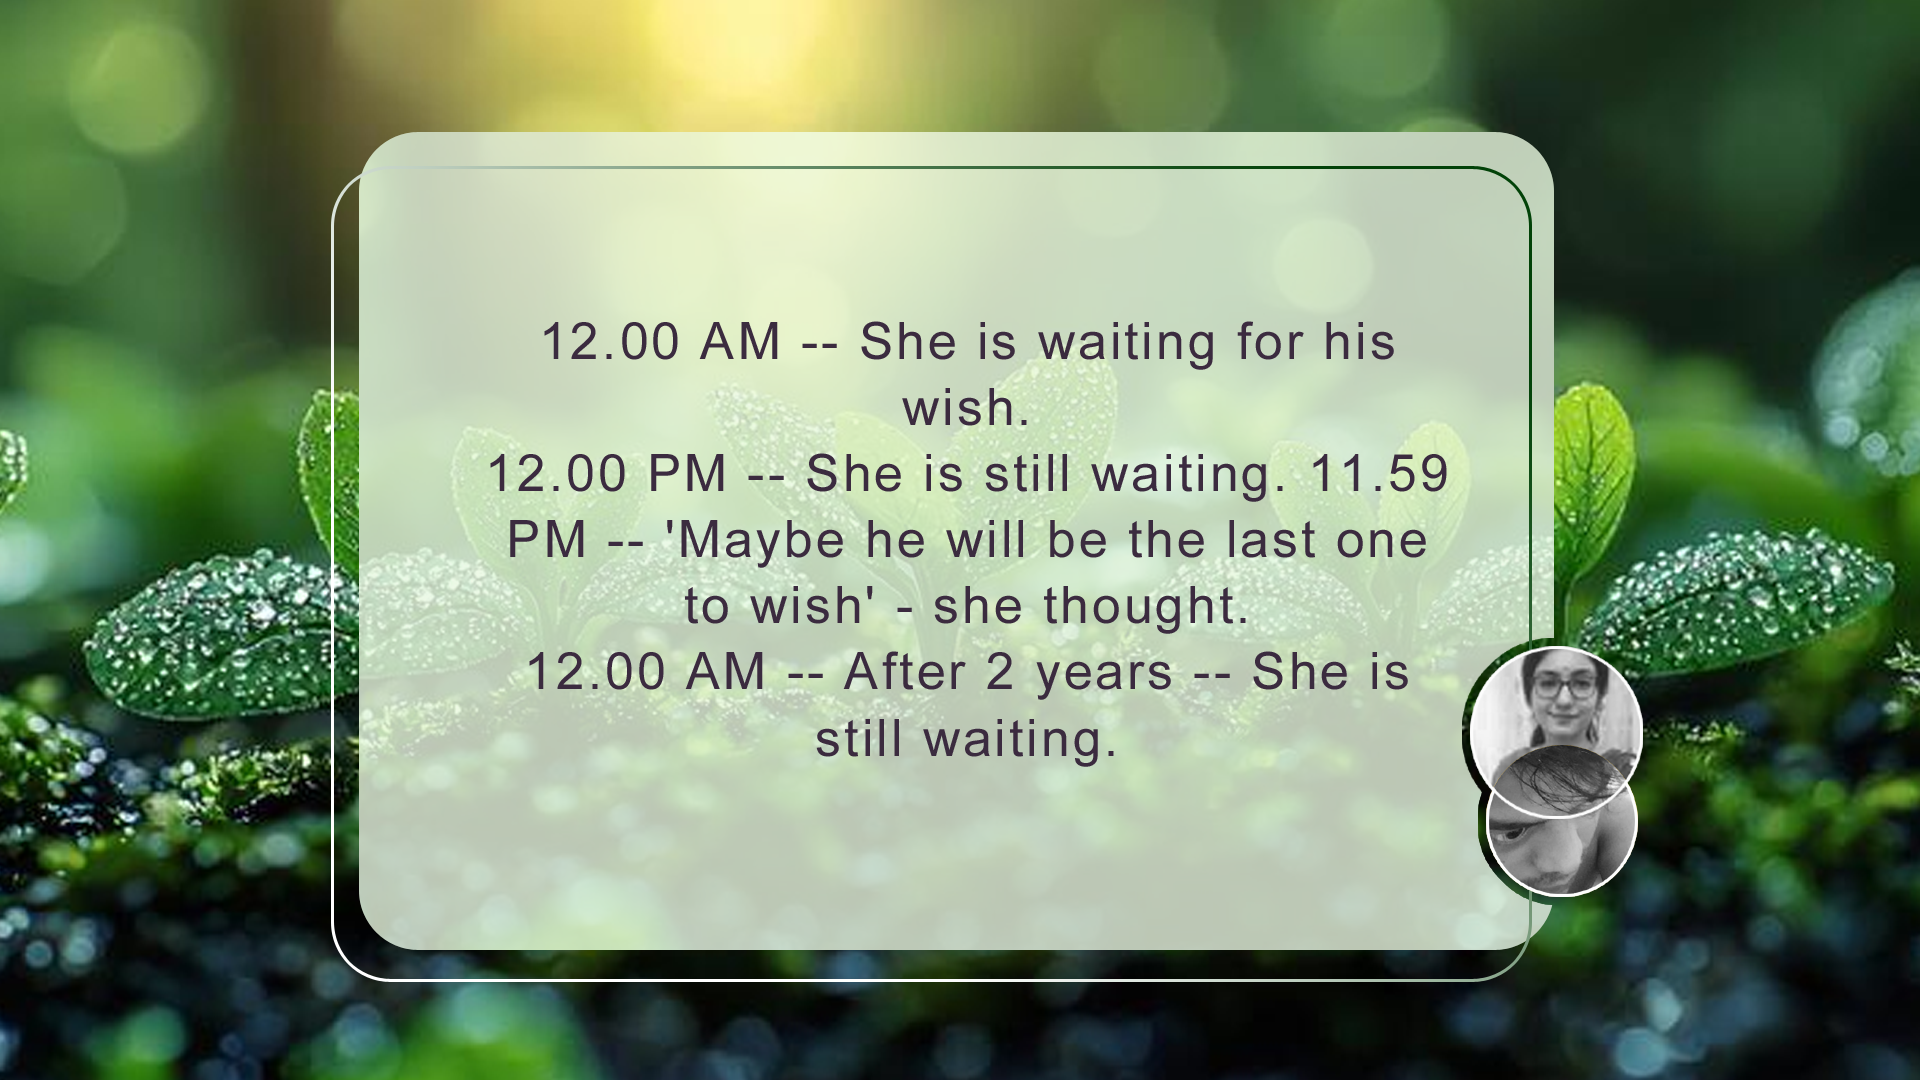 12.00 AM -- She is waiting for his
wish.
12.00 PM -- She is still waiting. 11.59
PM -- 'Maybe he will be the last one
to wish' - she thought.
12.00 AM -- After 2 years -- She is
still waiting.